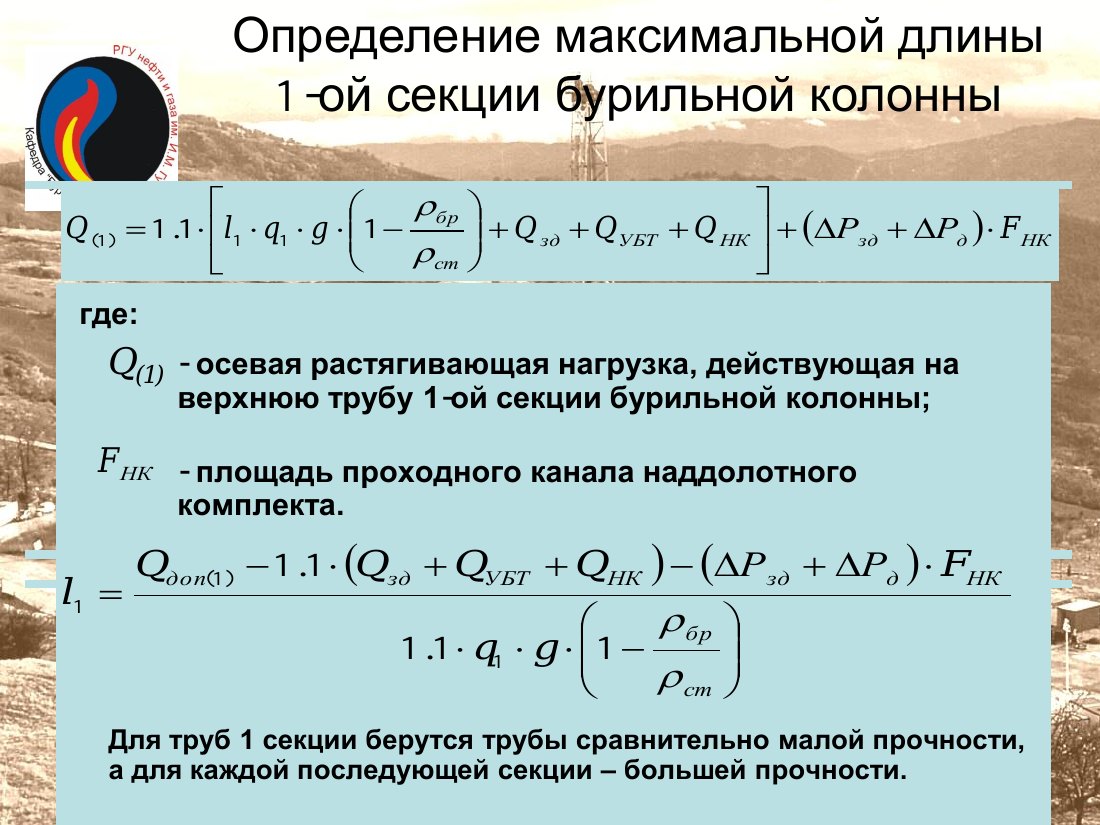 Определение максимальной длины
1-ой секции бурильной колонны
РГУ нефти и газа им. И.М. Гу
Кафедра
Q(1) = 1.1·[l1·q1·g·(1−ρбр/ρст)+Qзд+QУБТ+QНК]+(ΔPзд+ΔPд)·FНК
где:
Q(1) - осевая растягивающая нагрузка, действующая на
верхнюю трубу 1-ой секции бурильной колонны;
FНК - площадь проходного канала наддолотного
комплекта.
l1 = (Qдоп(1)−1.1·(Qзд+QУБТ+QНК)−(ΔPзд+ΔPд)·FНК)/(1.1·q1·g·(1−ρбр/ρст))
Для труб 1 секции берутся трубы сравнительно малой прочности,
а для каждой последующей секции – большей прочности.